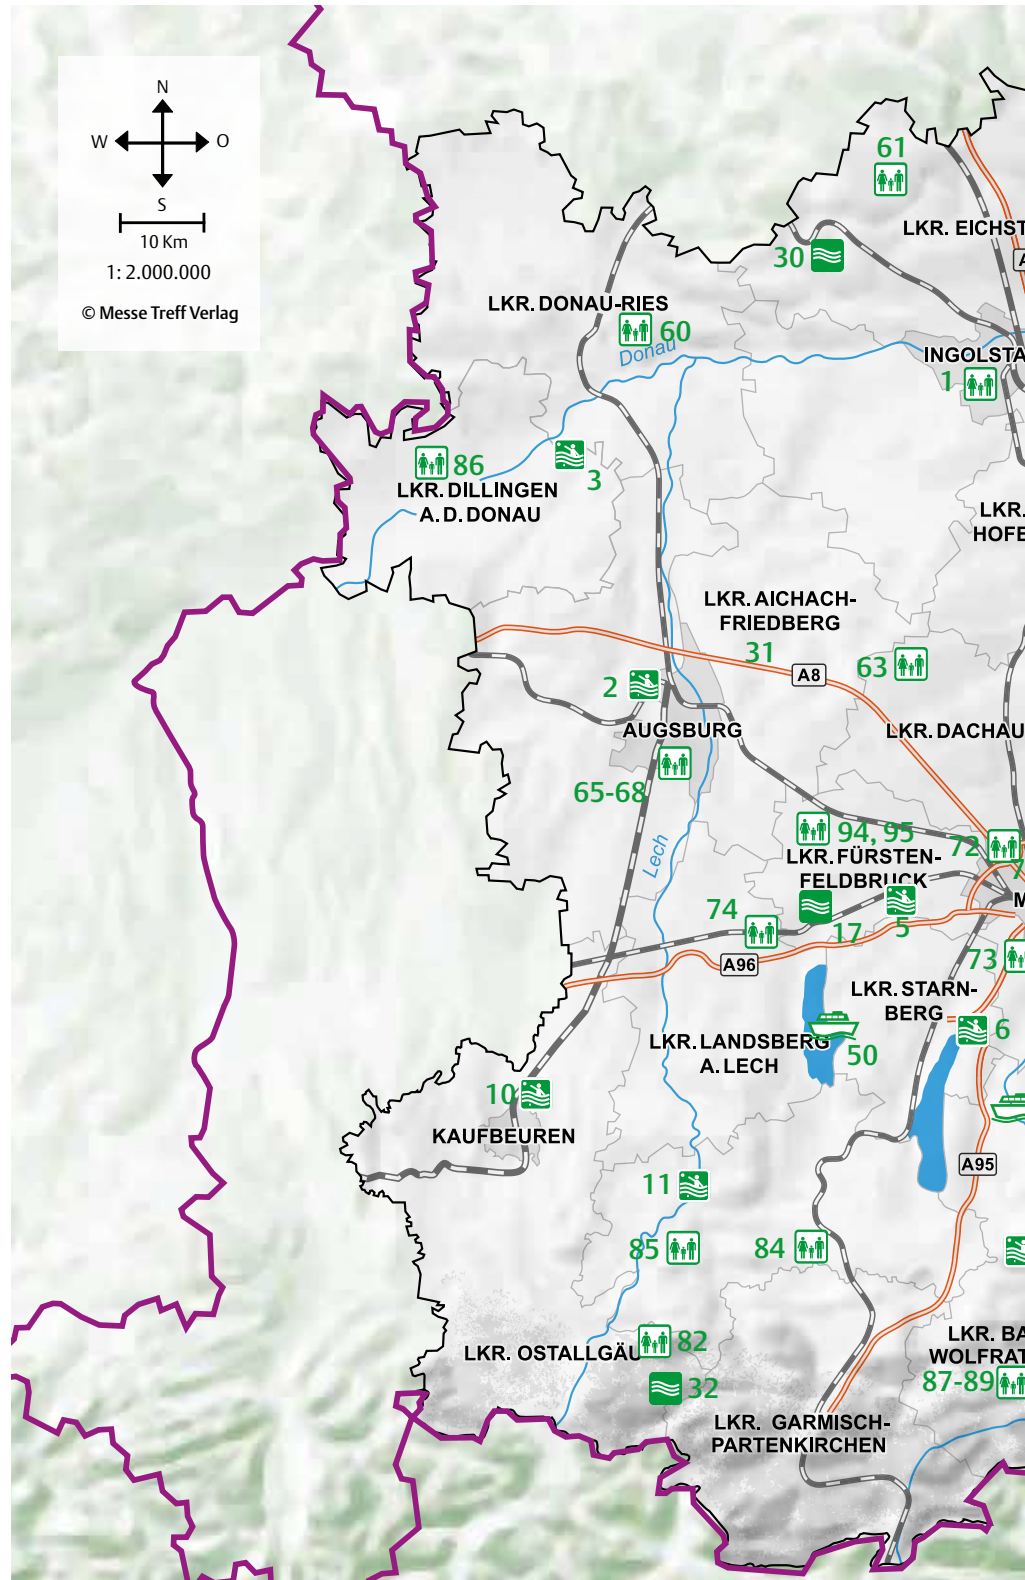 N
W
O
S
10 Km
1: 2.000.000
© Messe Treff Verlag
61
LKR. EICHST
30
A
LKR. DONAU-RIES
60
Donau
INGOLSTA
1
86
3
LKR. DILLINGEN
A. D. DONAU
LKR.
HOFE
LKR. AICHACH-
FRIEDBERG
31
63
A8
2
AUGSBURG
LKR. DACHAU
65-68
94, 95
72
7
Lech
LKR. FÜRSTEN-
FELDBRUCK
M
74
17
5
73
A96
LKR. STARN-
BERG
6
LKR. LANDSBERG
A. LECH
50
10
KAUFBEUREN
A95
11
85
84
LKR. OSTALLGÄU
82
LKR. BA
WOLFRAT
32
87-89
LKR. GARMISCH-
PARTENKIRCHEN